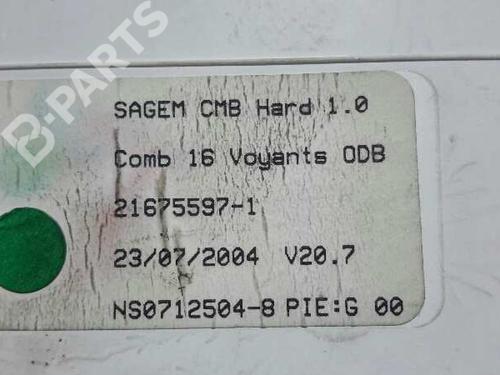 B-PARTS
SAGEM CMB Hard 1.0
Comb 16 Voyants ODB
21675597-1
23/07/2004 V20.7
NS0712504-8 PIE:G 00